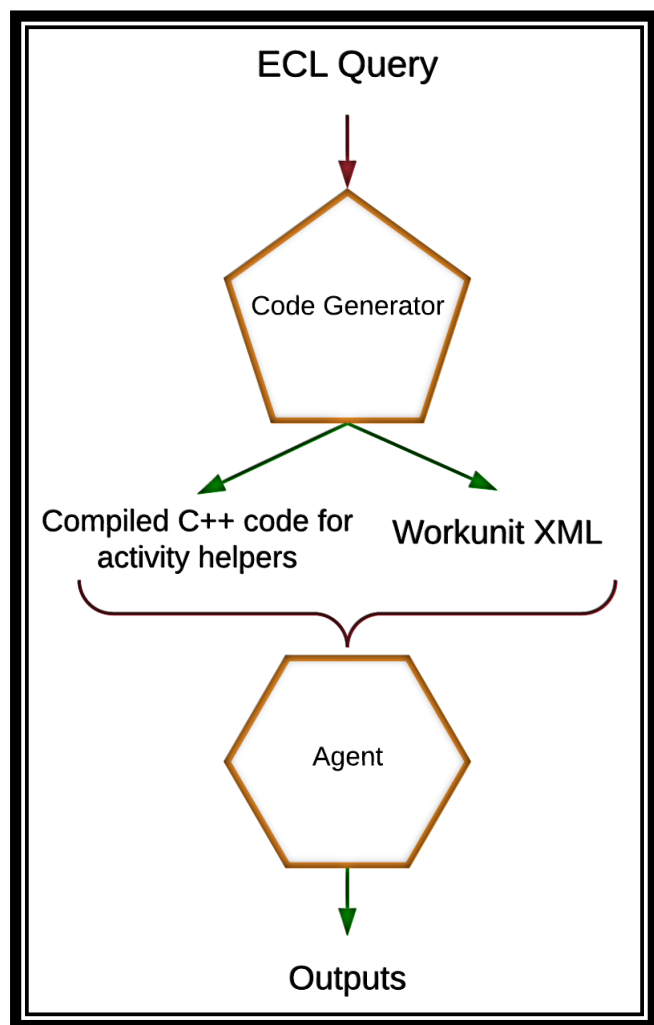 ECL Query
Code Generator
Compiled C++ code for
activity helpers
Workunit XML
Agent
Outputs